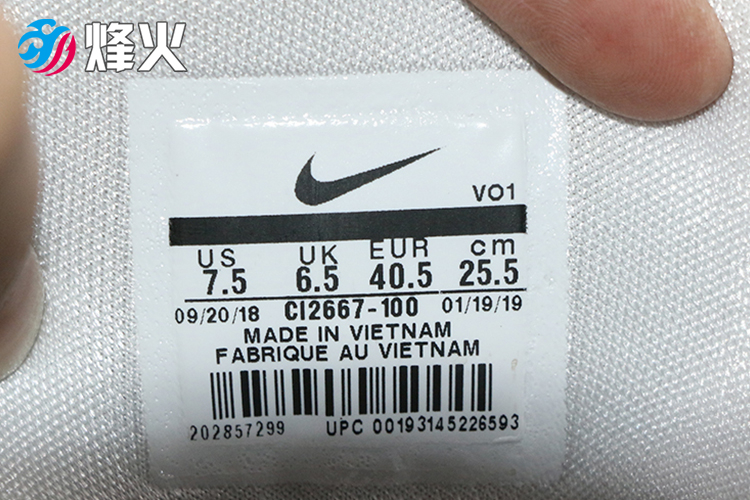 烽火
VO1
US UK EUR cm
7.5 6.5 40.5 25.5
09/20/18 CI2667-100 01/19/19
MADE IN VIETNAM
FABRIQUE AU VIETNAM
202857299 UPC 00193145226593